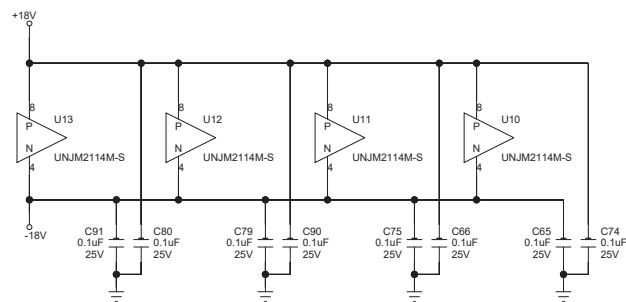 +18V
8
U13
P
N
UNJM2114M-S
4
8
U12
P
N
UNJM2114M-S
4
8
U11
P
N
UNJM2114M-S
4
8
U10
P
N
UNJM2114M-S
4
-18V
C91
0.1uF
25V
C80
0.1uF
25V
C79
0.1uF
25V
C90
0.1uF
25V
C75
0.1uF
25V
C66
0.1uF
25V
C65
0.1uF
25V
C74
0.1uF
25V